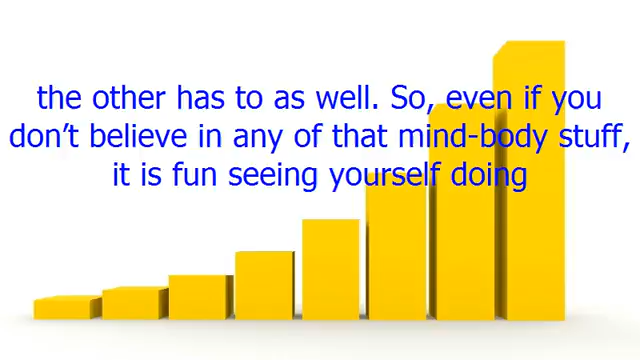 the other has to as well. So, even if you
don’t believe in any of that mind-body stuff,
it is fun seeing yourself doing